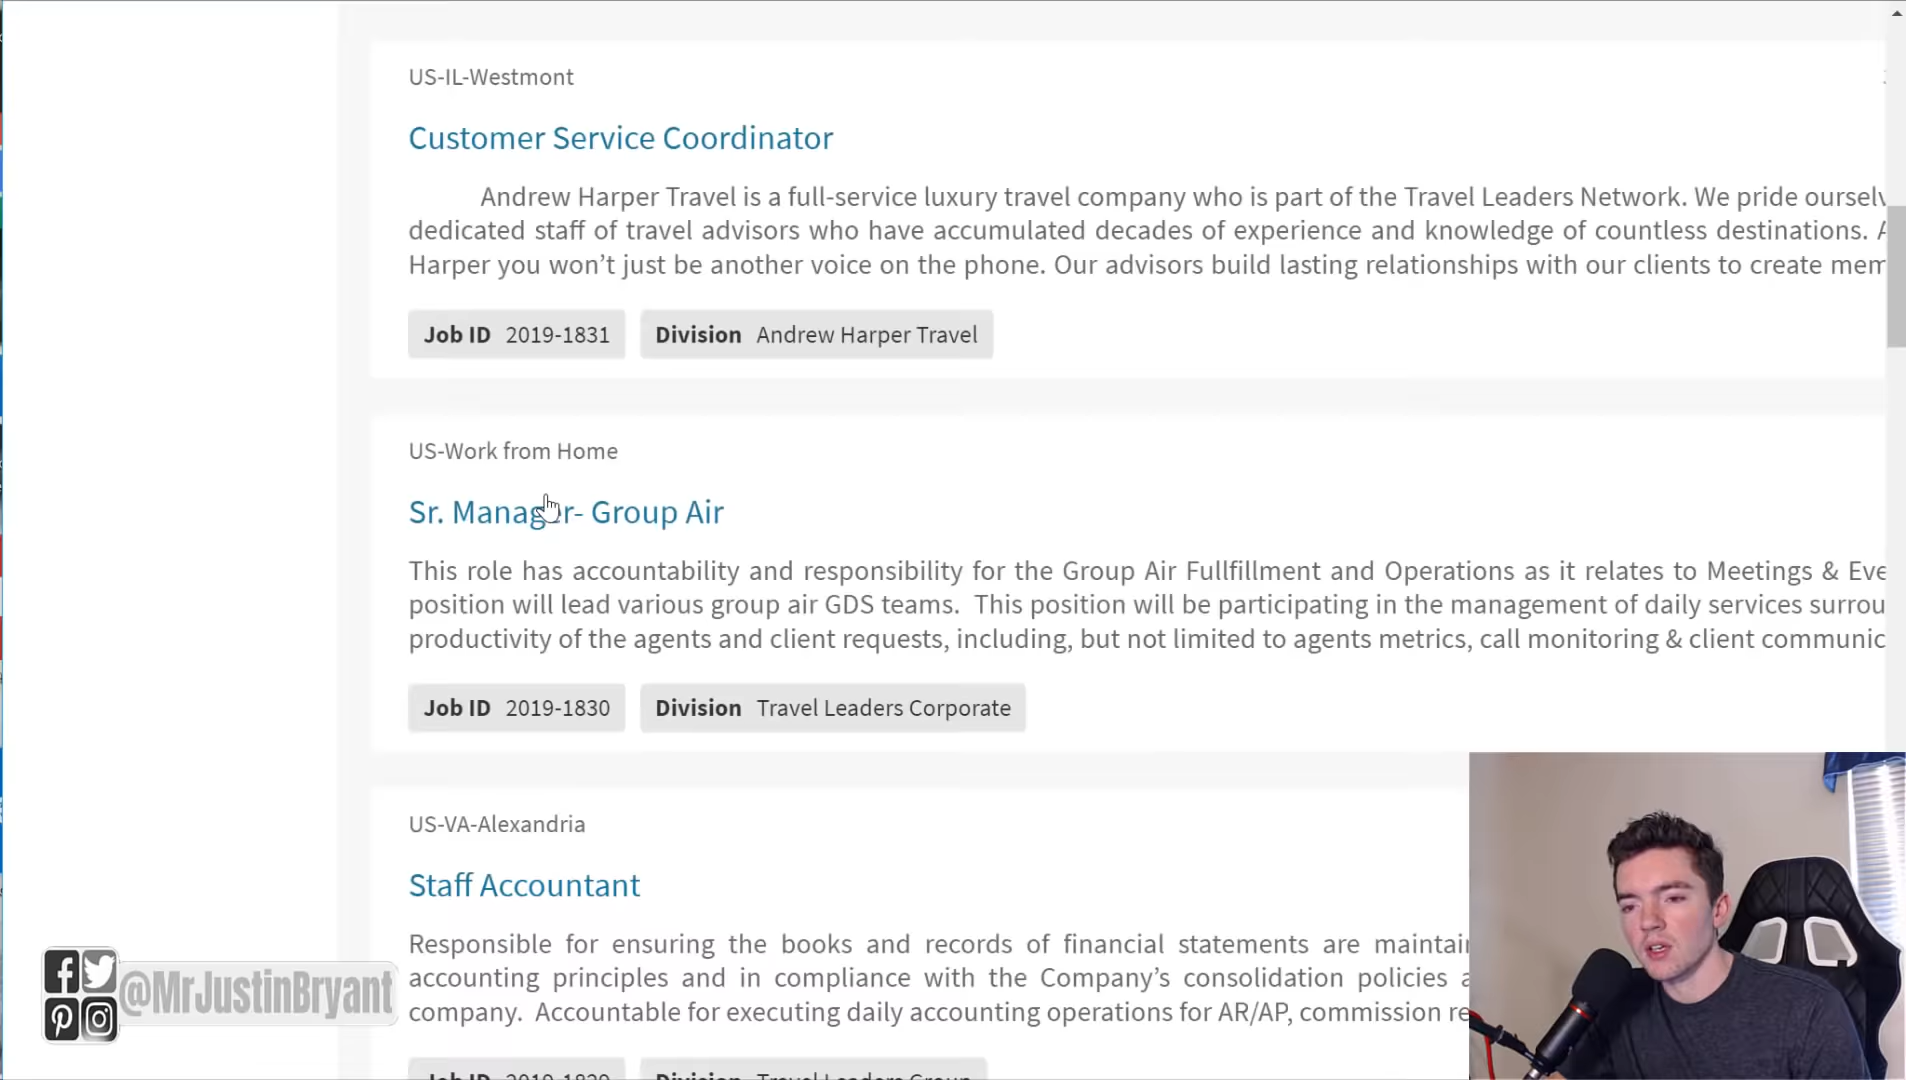 US-IL-Westmont
Customer Service Coordinator
Andrew Harper Travel is a full-service luxury travel company who is part of the Travel Leaders Network. We pride
dedicated staff of travel advisors who have accumulated decades of experience and knowledge of countless destinations.
Harper you won't just be another voice on the phone. Our advisors build lasting relationships with our clients to create
Job ID 2019-1831 Division Andrew Harper Travel
US-Work from Home
Sr. Manager- Group Air
This role has accountability and responsibility for the Group Air Fullfillment and Operations as it relates to Meetings &
position will lead various group air GDS teams. This position will be participating in the management of daily services
productivity of the agents and client requests, including, but not limited to agents metrics, call monitoring & client
Job ID 2019-1830 Division Travel Leaders Corporate
US-VA-Alexandria
Staff Accountant
Responsible for ensuring the books and records of financial statements are
accounting principles and in compliance with the Company's consolidation policies
company. Accountable for executing daily accounting operations for AR/AP, commission
Job ID 2019-1829 Division Travel Leaders Group
@MrJustinBryant